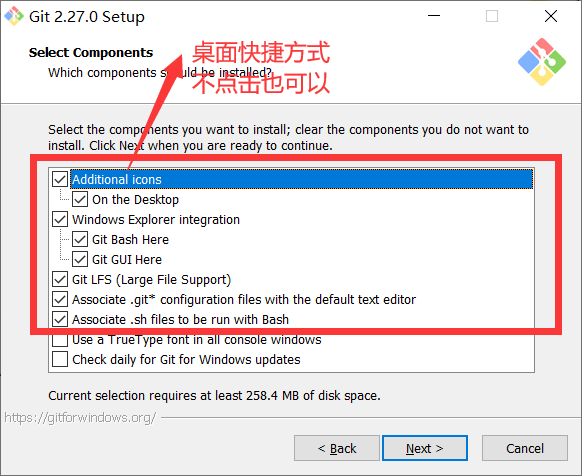 Git 2.27.0 Setup
Select Components
Which components should be installed?
桌面快捷方式
不点击也可以
Select the components you want to install; clear the components you do not want to
install. Click Next when you are ready to continue.
Additional icons
On the Desktop
Windows Explorer integration
Git Bash Here
Git GUI Here
Git LFS (Large File Support)
Associate .git* configuration files with the default text editor
Associate .sh files to be run with Bash
Use a TrueType font in all console windows
Check daily for Git for Windows updates
Current selection requires at least 258.4 MB of disk space.
https://gitforwindows.org/
< Back
Next >
Cancel